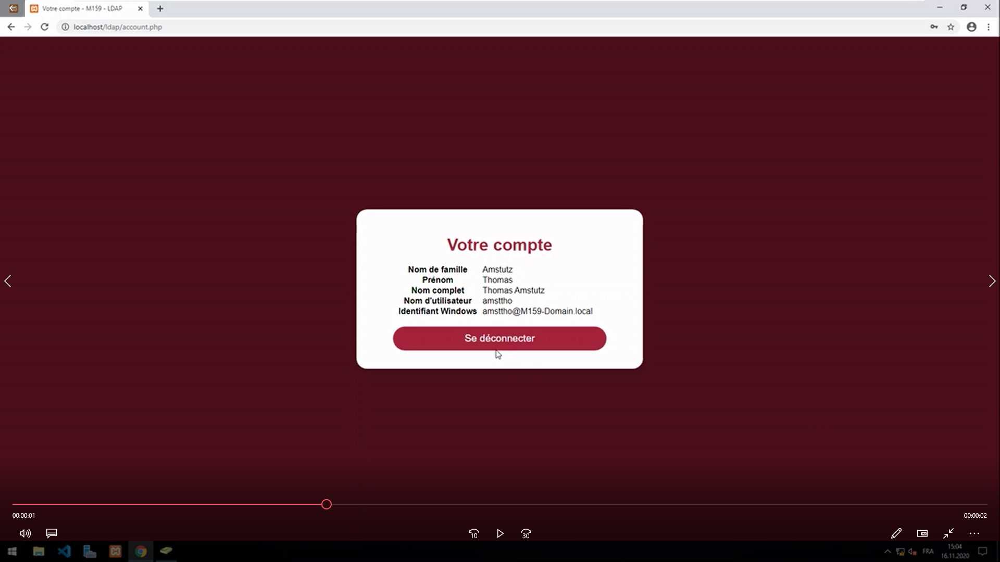 Votre compte - M159 - LDAP
localhost/ldap/account.php
Votre compte
Nom de famille Amstutz
Prénom Thomas
Nom complet Thomas Amstutz
Nom d'utilisateur amsttho
Identifiant Windows amsttho@M159-Domain.local
Se déconnecter
00:00:01
00:00:02
10
30
FRA
15:04
16.11.2020